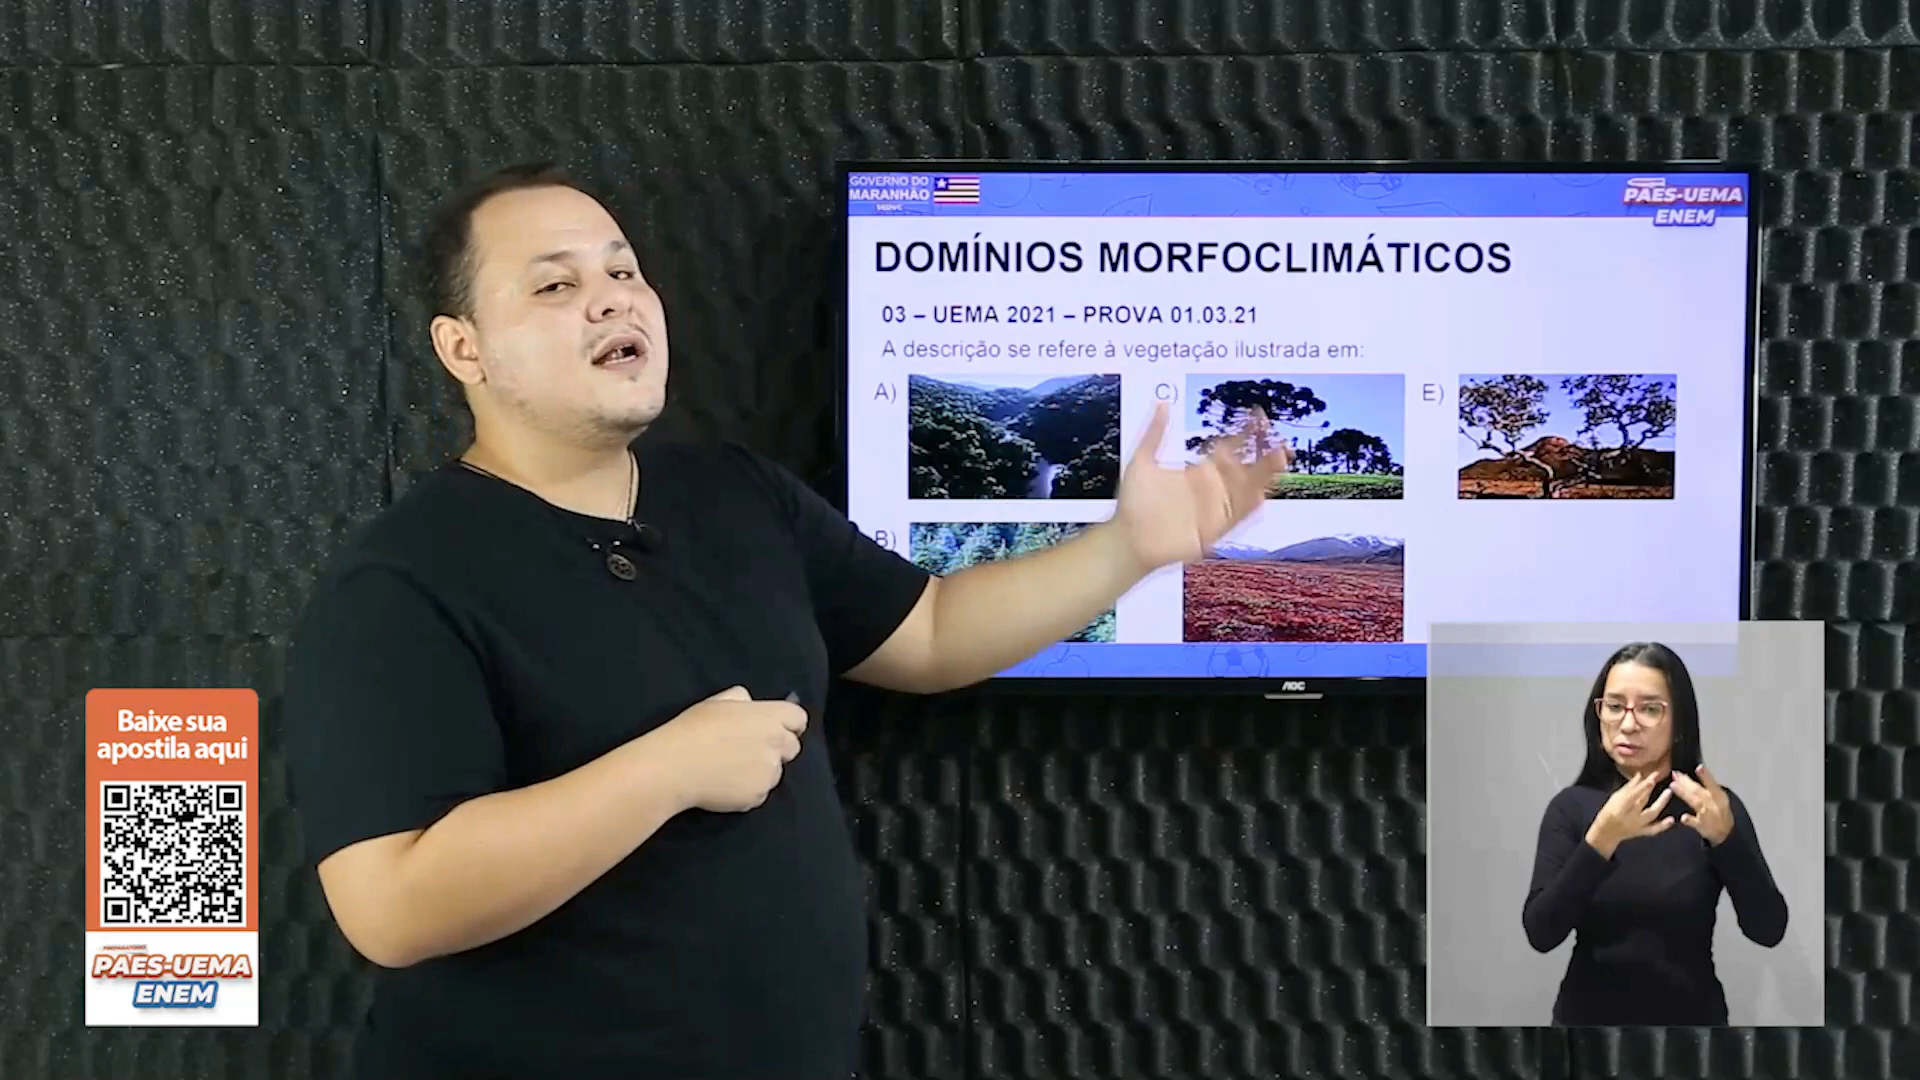 GOVERNO DO
MARANHÃO
PAES-UEMA
ENEM
DOMÍNIOS MORFOCLIMÁTICOS
03 – UEMA 2021 – PROVA 01.03.21
A descrição se refere à vegetação ilustrada em:
A)
C)
E)
B)
AOC
Baixe sua
apostila aqui
PREPARATÓRIO
PAES-UEMA
ENEM